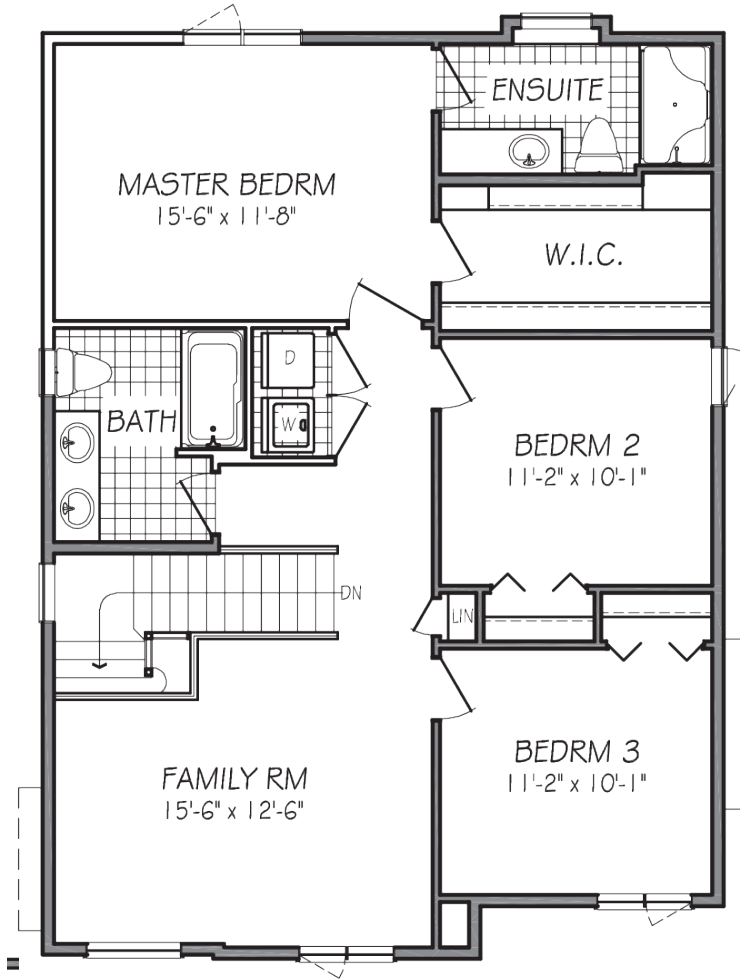 ENSUITE
MASTER BEDRM
15'-6" x 11'-8"
W.I.C.
D
W
BATH
BEDRM 2
11'-2" x 10'-1"
DN
LIN
BEDRM 3
11'-2" x 10'-1"
FAMILY RM
15'-6" x 12'-6"